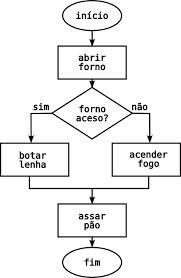 início
abrir
forno
sim
forno
aceso?
não
botar
lenha
acender
fogo
assar
pão
fim